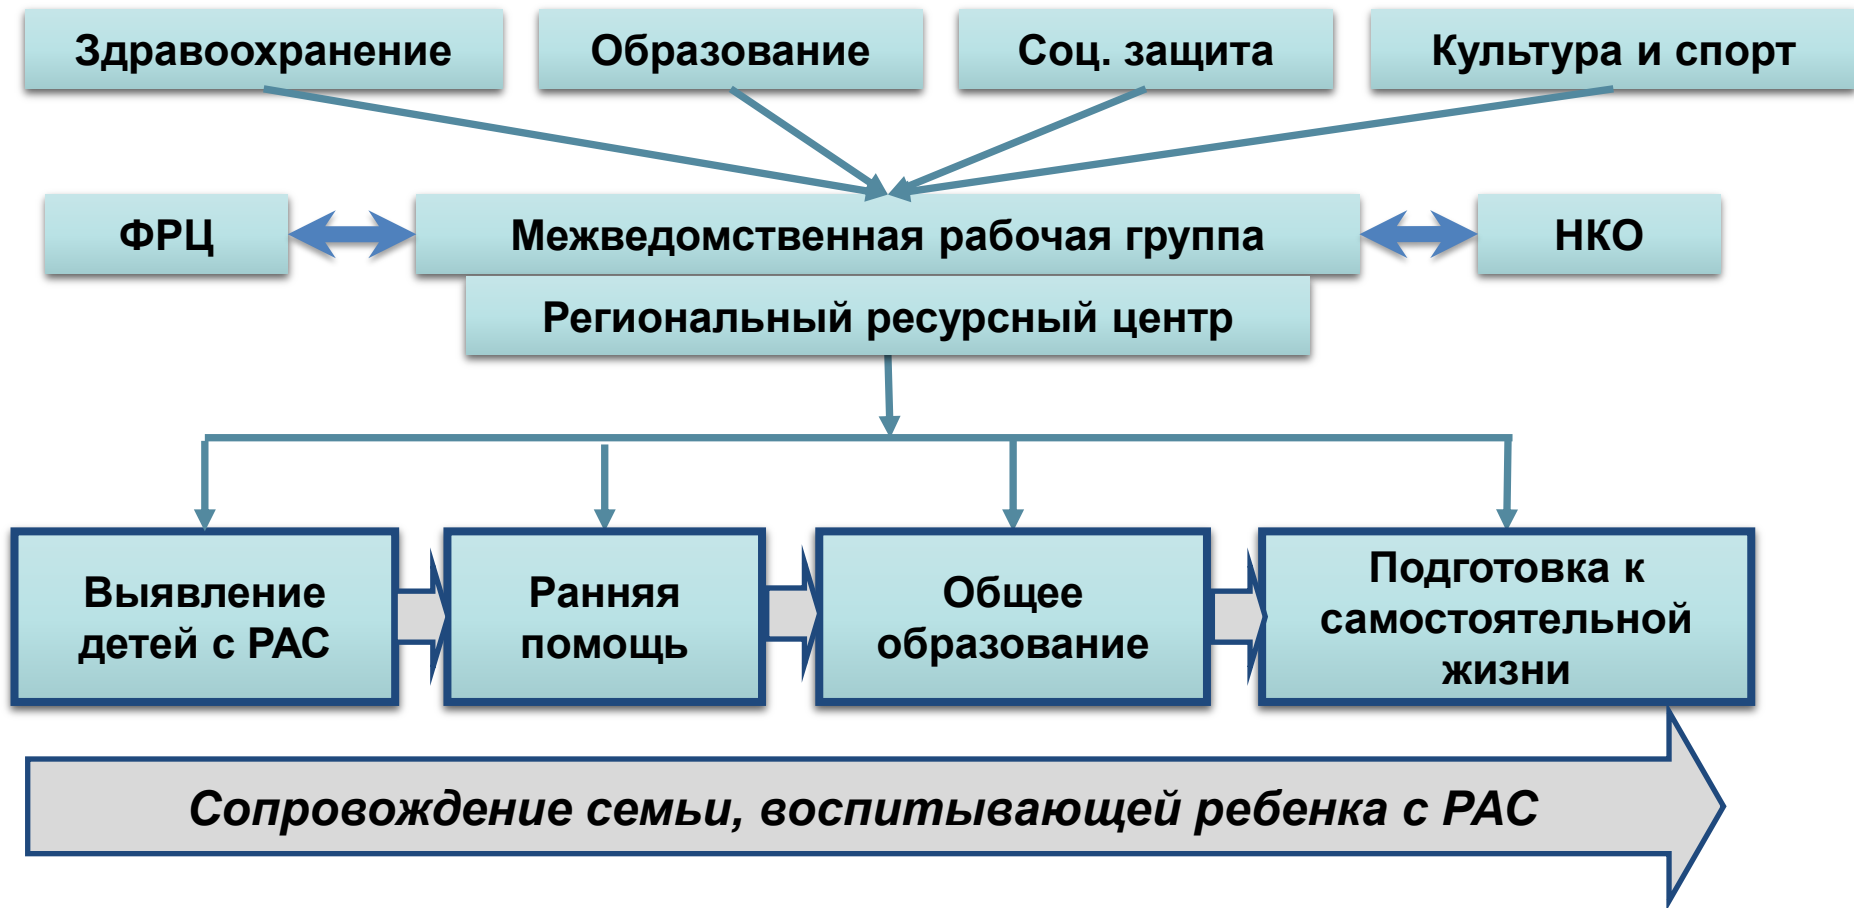 Здравоохранение
Образование
Соц. защита
Культура и спорт
ФРЦ
Межведомственная рабочая группа
НКО
Региональный ресурсный центр
Выявление
детей с РАС
Ранняя
помощь
Общее
образование
Подготовка к
самостоятельной
жизни
Сопровождение семьи, воспитывающей ребенка с РАС